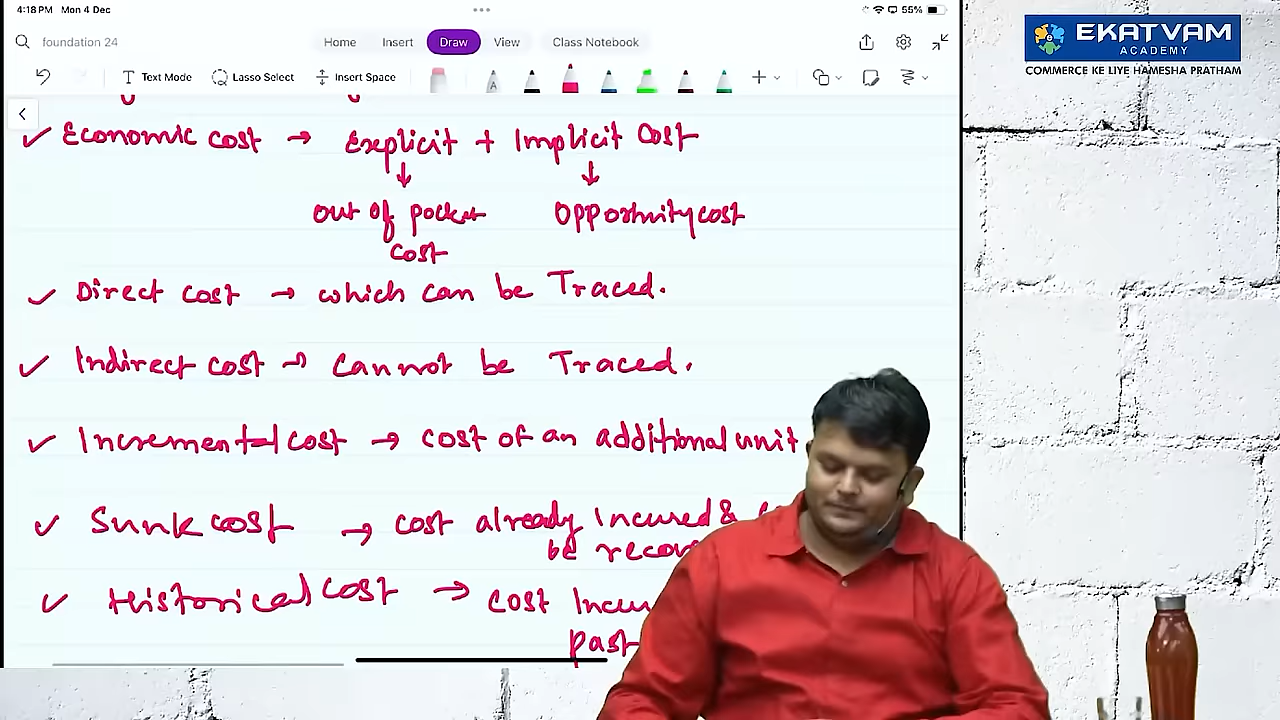 4:18 PM Mon 4 Dec
55%
foundation 24
Home Insert Draw View Class Notebook
Text Mode Lasso Select Insert Space
EKATVAM
ACADEMY
COMMERCE KE LIYE HAMESHA PRATHAM
Economic cost → Explicit + Implicit Cost
out of pocket
cost
Opportunity cost
Direct cost → which can be Traced.
Indirect cost → Cannot be Traced.
Incremental cost → cost of an additional unit
Sunk cost → cost already Incured &
be
Historical cost → cost
past